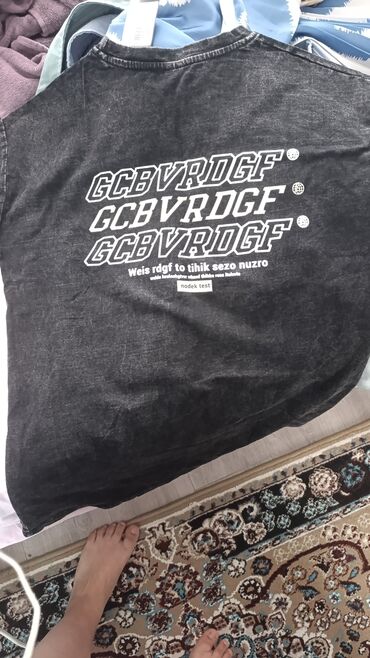 GCBVRDGF
GCBVRDGF
GCBVRDGF
Weis rdgf to tihik sezo nuzro
nodek test